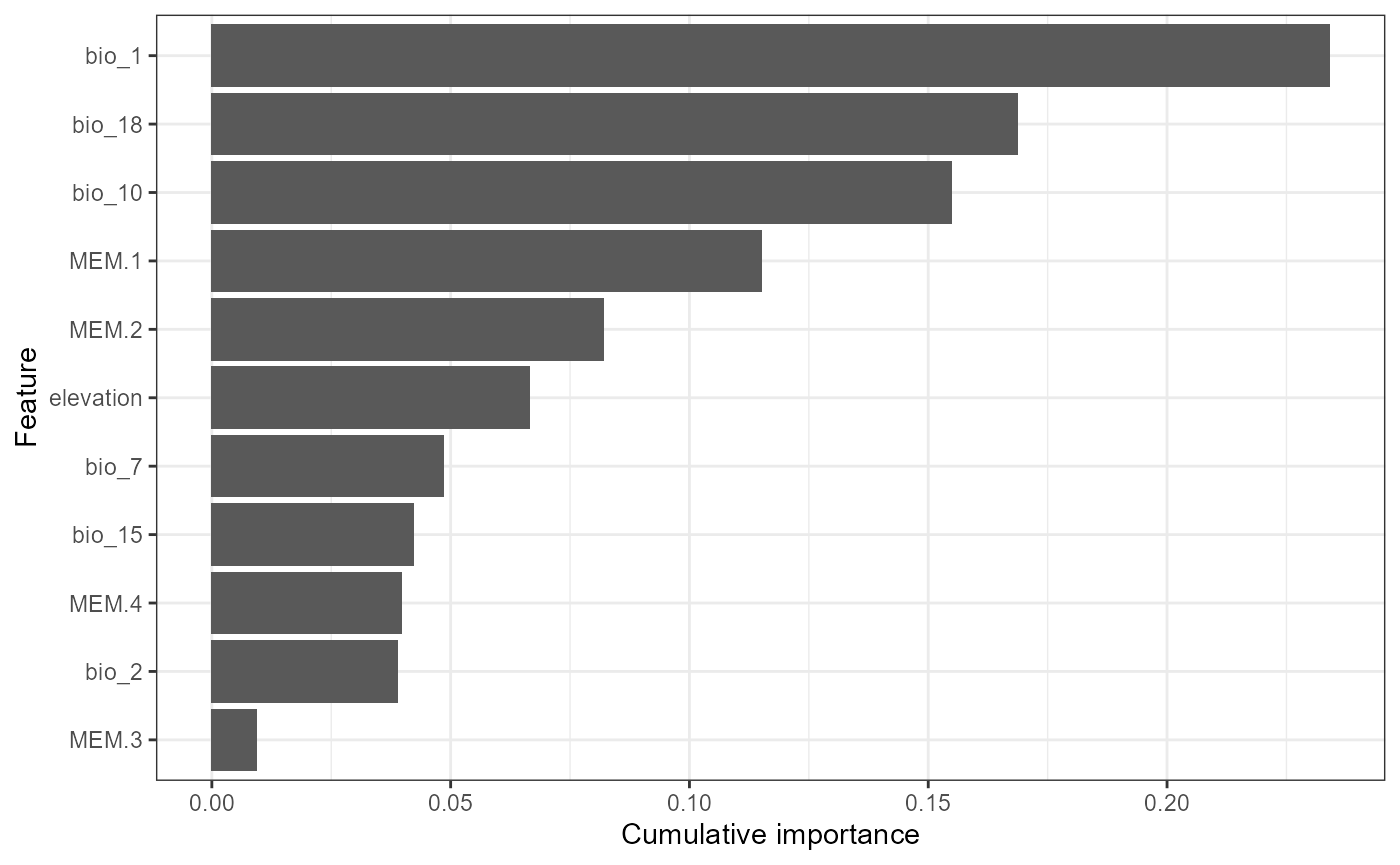 bio_1
bio_18
bio_10
MEM.1
MEM.2
elevation
bio_7
bio_15
MEM.4
bio_2
MEM.3
Feature
0.00 0.05 0.10 0.15 0.20
Cumulative importance